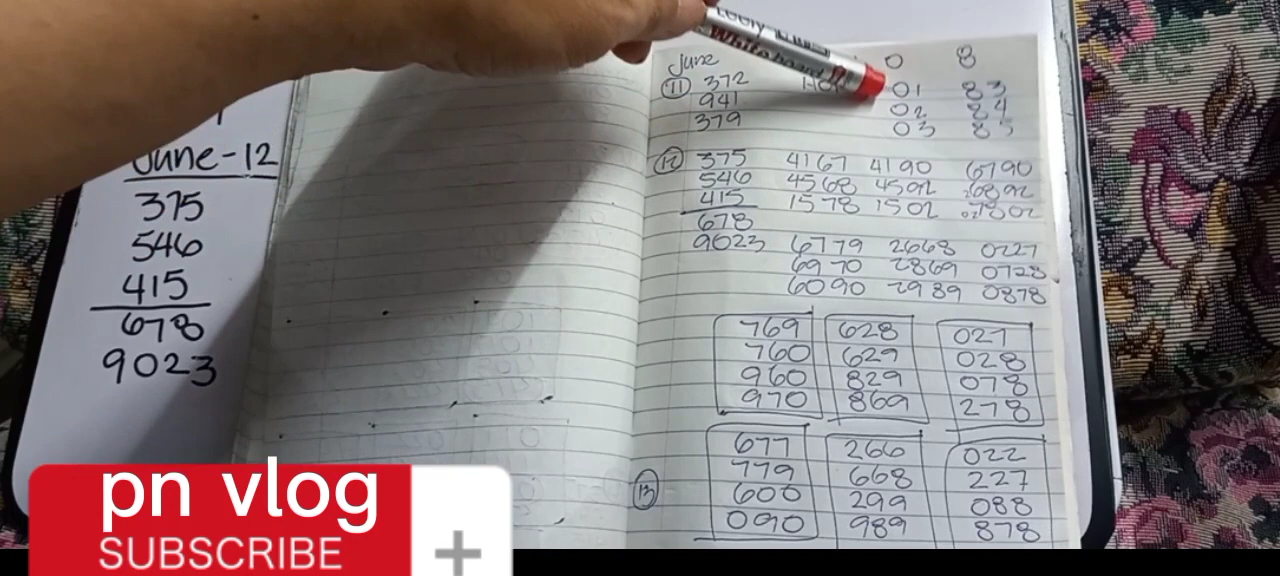 June-12
375
546
415
678
9023
June 0 8
11 372 01 83
941 02 84
379 03 85
12 375 4167 4190 6790
546 4568 4592 6892
415 1578 1502 7802
678
9023 6779 2668 0227
6970 2869 0728
6090 2989 0878
769 628 027
760 629 028
960 829 078
970 869 278
677 266 022
779 668 227
13 600 299 088
090 989 878
Whiteboard
pn vlog
SUBSCRIBE +